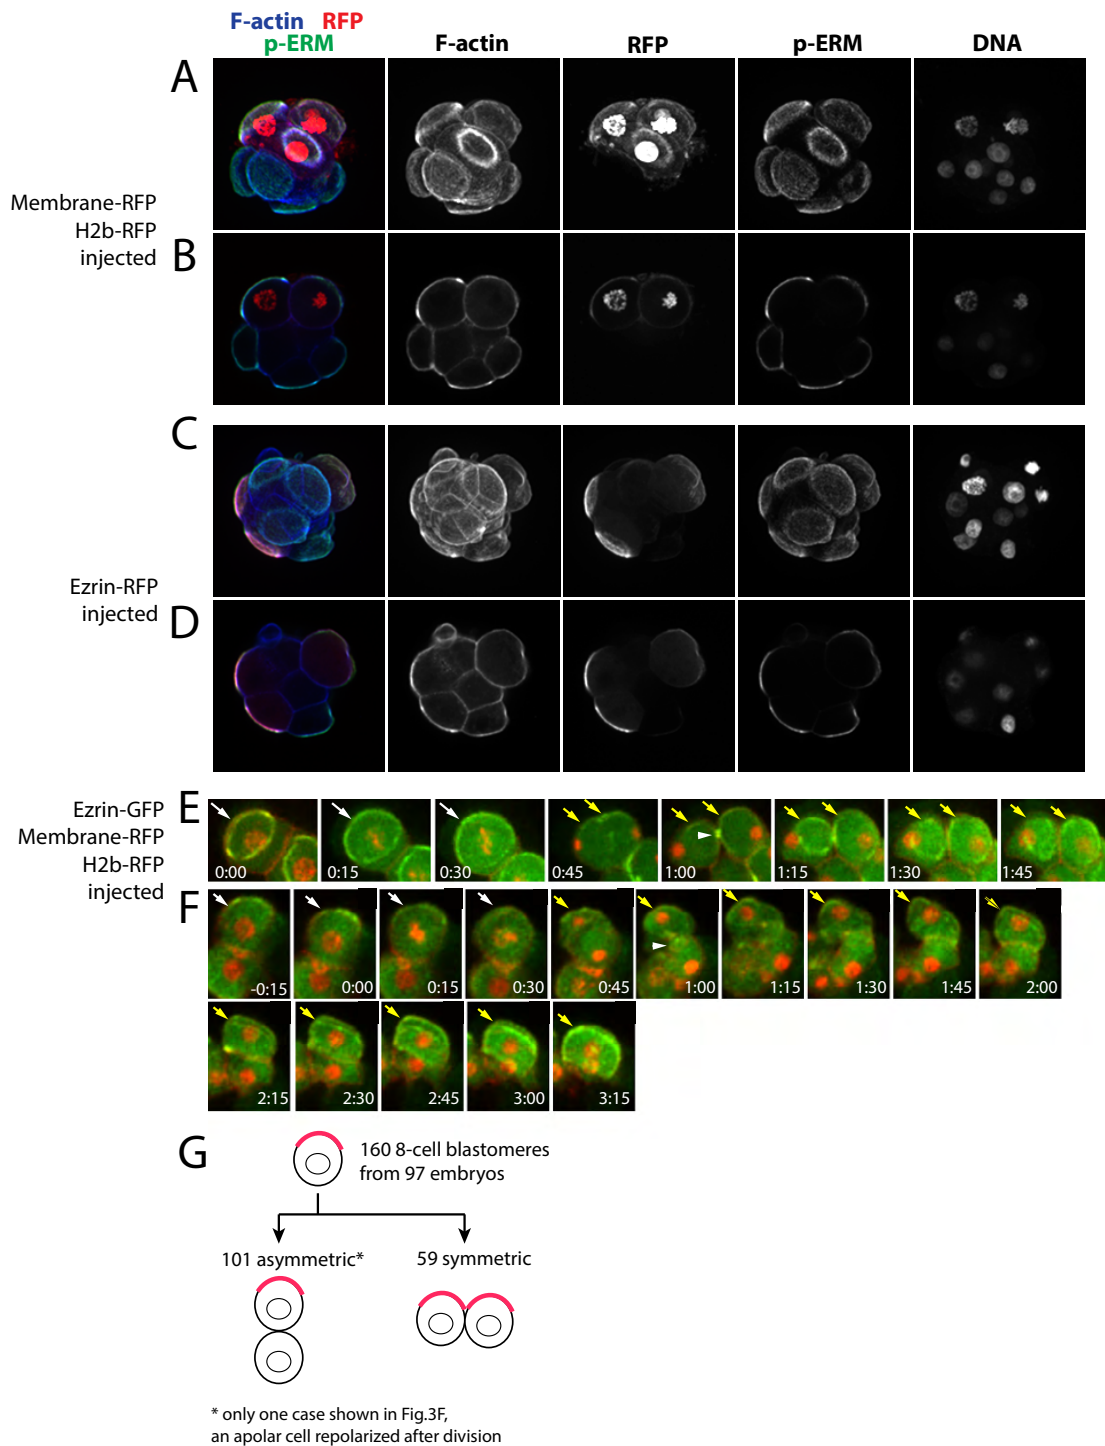 F-actin RFP
p-ERM
F-actin
RFP
p-ERM
DNA
A
Membrane-RFP
H2b-RFP
injected
B
C
Ezrin-RFP
injected
D
Ezrin-GFP
Membrane-RFP
H2b-RFP
injected
E
0:00
0:15
0:30
0:45
1:00
1:15
1:30
1:45
F
-0:15
0:00
0:15
0:30
0:45
1:00
1:15
1:30
1:45
2:00
2:15
2:30
2:45
3:00
3:15
G
160 8-cell blastomeres
from 97 embryos
101 asymmetric*
59 symmetric
* only one case shown in Fig.3F,
an apolar cell repolarized after division